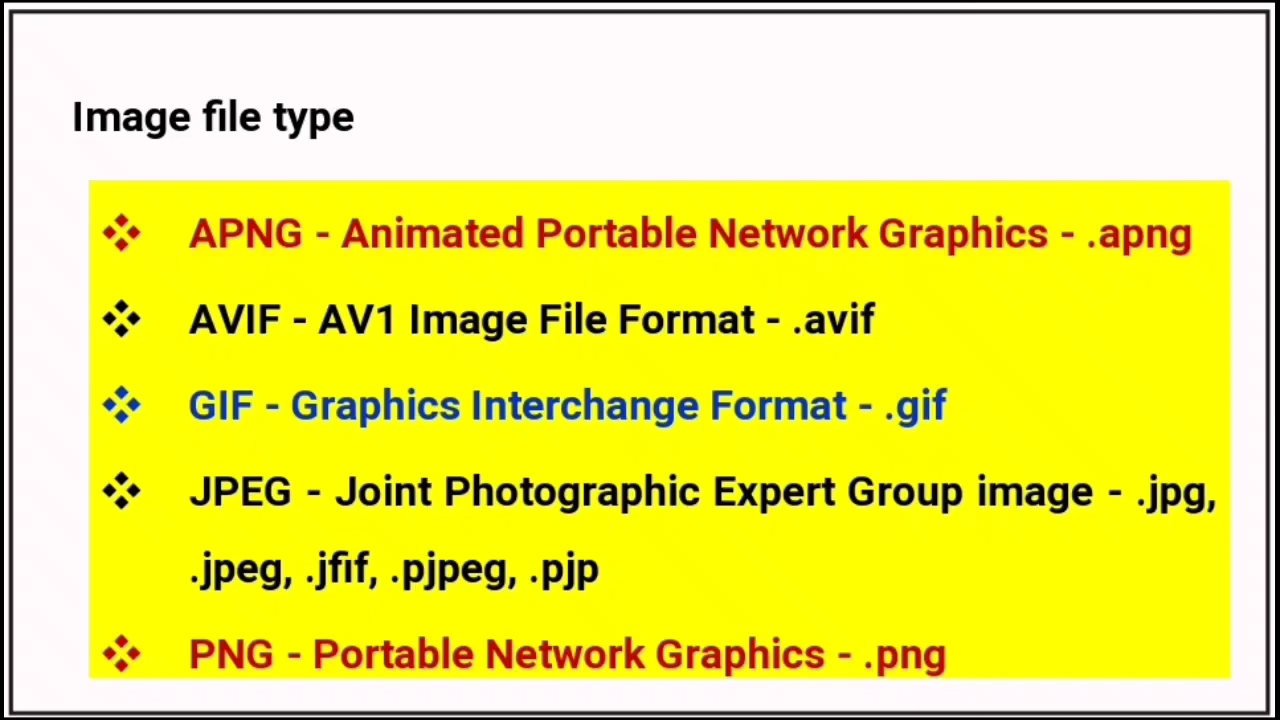 Image file type
APNG - Animated Portable Network Graphics - .apng
AVIF - AV1 Image File Format - .avif
GIF - Graphics Interchange Format - .gif
JPEG - Joint Photographic Expert Group image - .jpg,
.jpeg, .jfif, .pjpeg, .pjp
PNG - Portable Network Graphics - .png